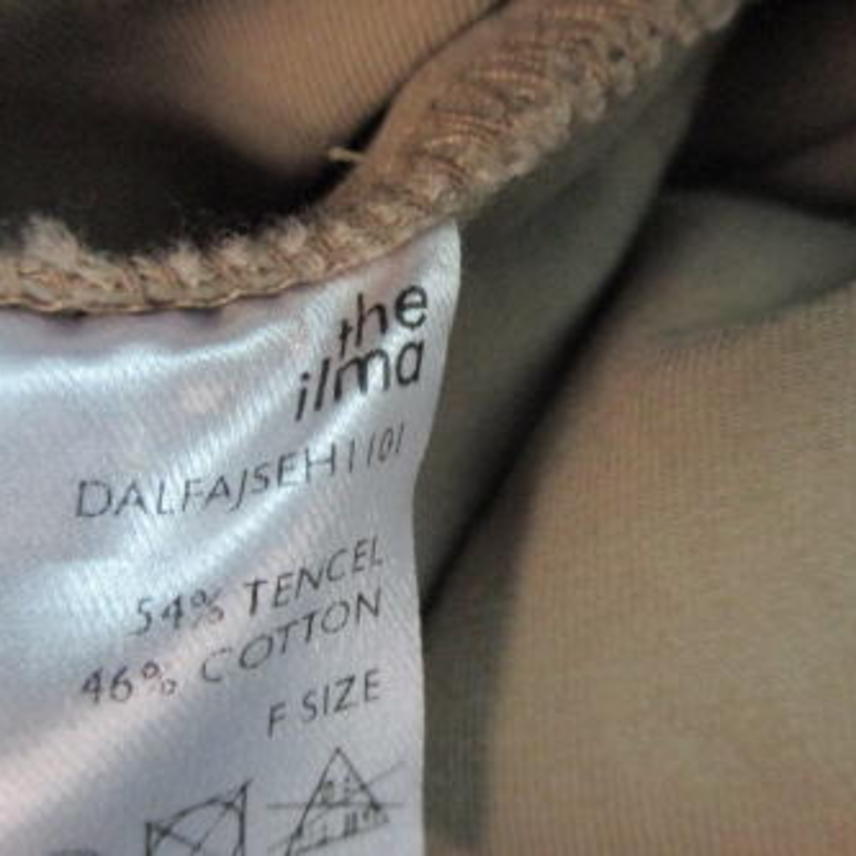 the
ilma
DALFAJSEH1101
54% TENCEL
46% COTTON
F SIZE